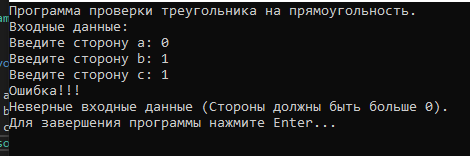 Программа проверки треугольника на прямоугольность.
Входные данные:
Введите сторону a: 0
Введите сторону b: 1
Введите сторону c: 1
Ошибка!!!
Неверные входные данные (Стороны должны быть больше 0).
Для завершения программы нажмите Enter...